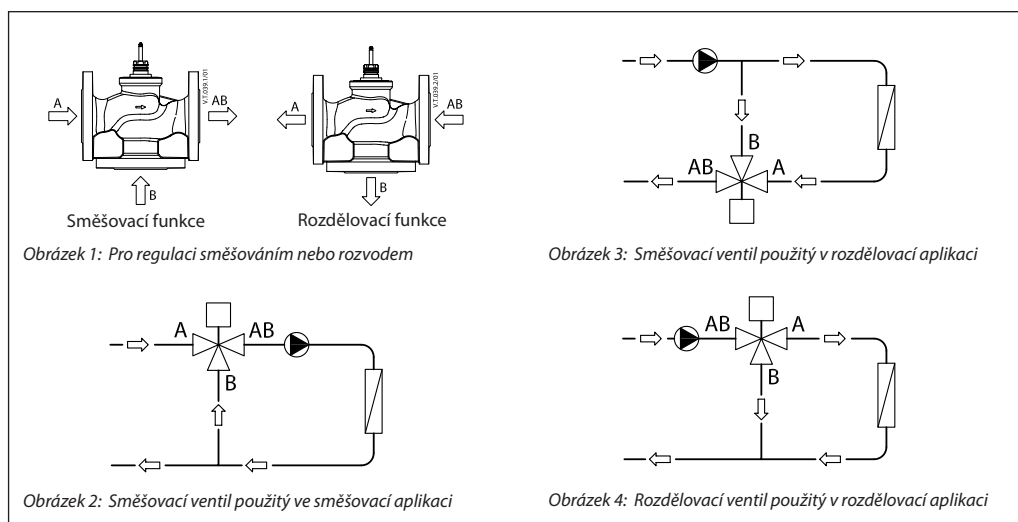 A
AB
B
V.T.039.1/01
Směšovací funkce
A
AB
B
V.T.039.2/01
Rozdělovací funkce
Obrázek 1: Pro regulaci směšováním nebo rozvodem
B
AB
A
Obrázek 3: Směšovací ventil použitý v rozdělovací aplikaci
A
AB
B
Obrázek 2: Směšovací ventil použitý ve směšovací aplikaci
AB
A
B
Obrázek 4: Rozdělovací ventil použitý v rozdělovací aplikaci